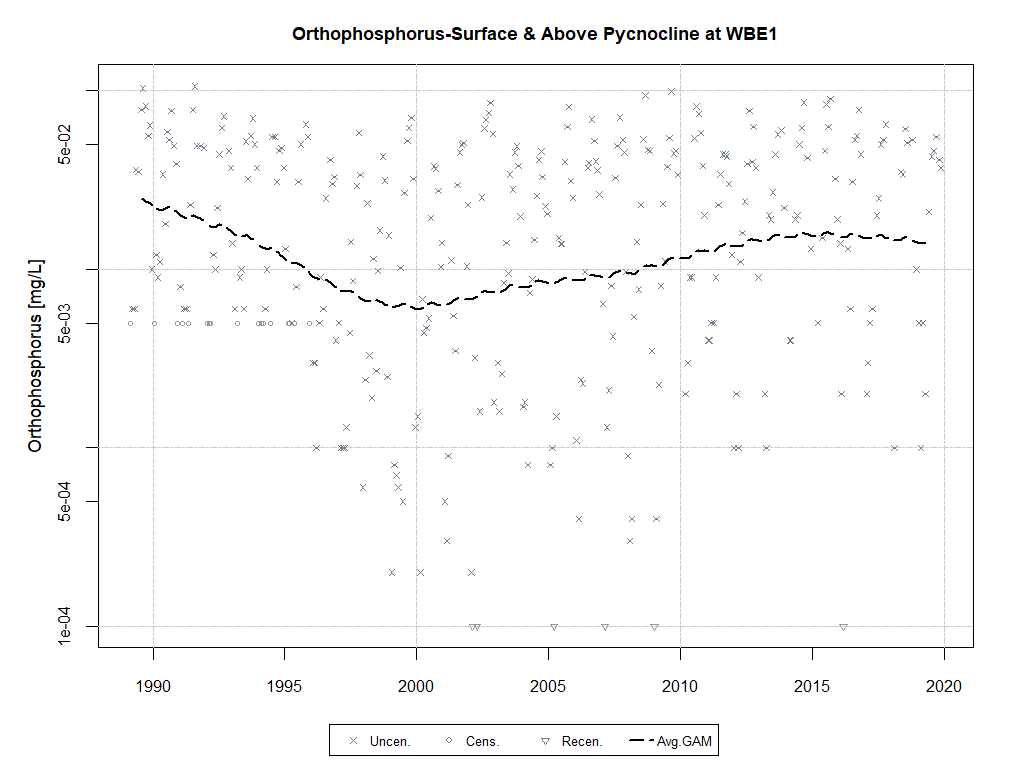 Orthophosphorus-Surface & Above Pycnocline at WBE1
Orthophosphorus [mg/L]
5e-02
5e-03
5e-04
1e-04
1990 1995 2000 2005 2010 2015 2020
Uncen. Cens. Recen. Avg.GAM